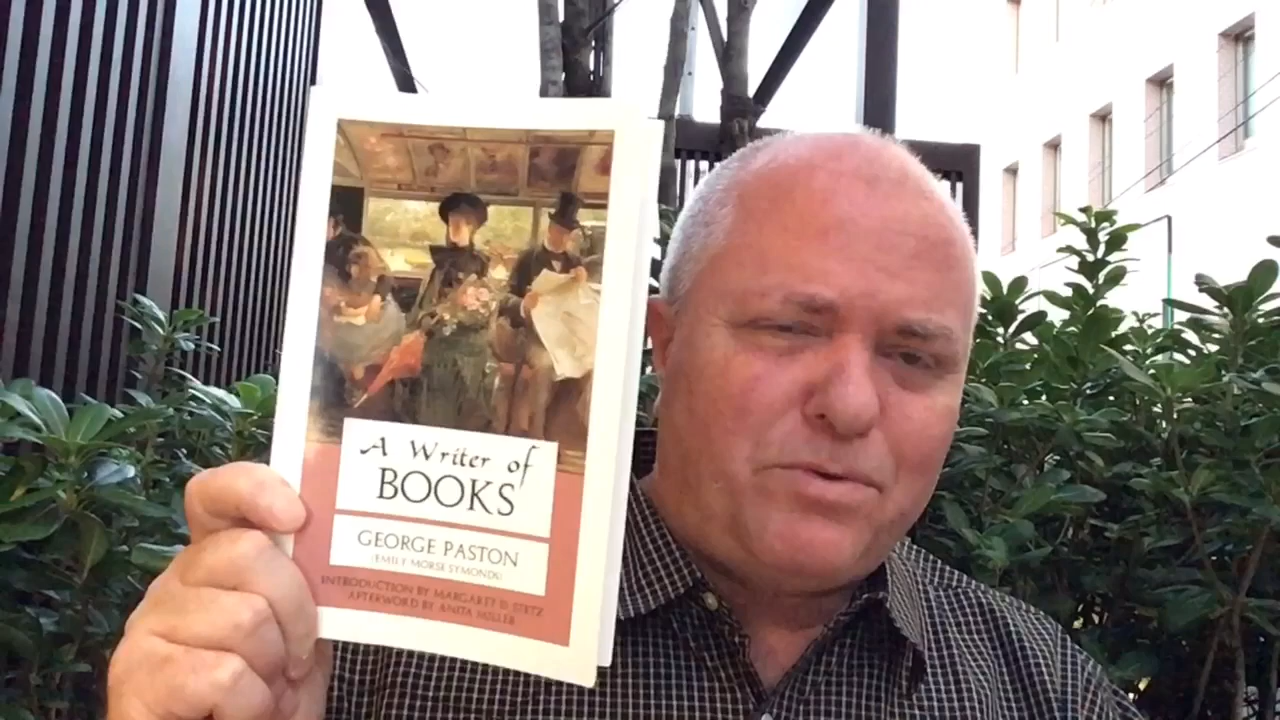 A Writer of
BOOKS
GEORGE PASTON
(EMILY MORSE SYMONDS)
INTRODUCTION BY MARGARET D. STETZ
AFTERWORD BY ANITA MILLER